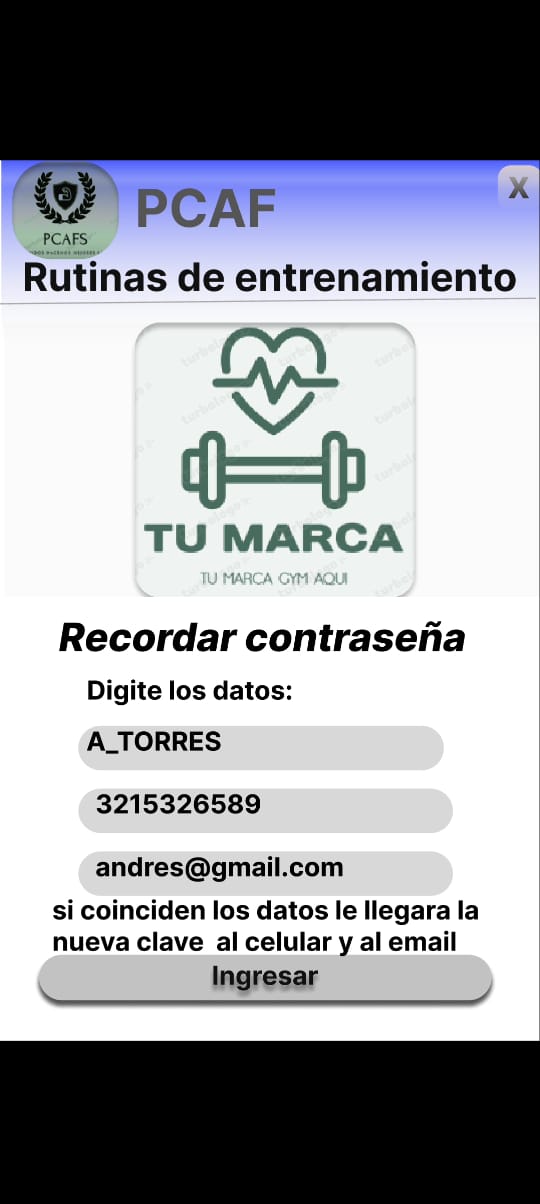 PCAF
X
PCAFS
Rutinas de entrenamiento
TU MARCA
TU MARCA GYM AQUI
Recordar contraseña
Digite los datos:
A_TORRES
3215326589
andres@gmail.com
si coinciden los datos le llegara la
nueva clave al celular y al email
Ingresar